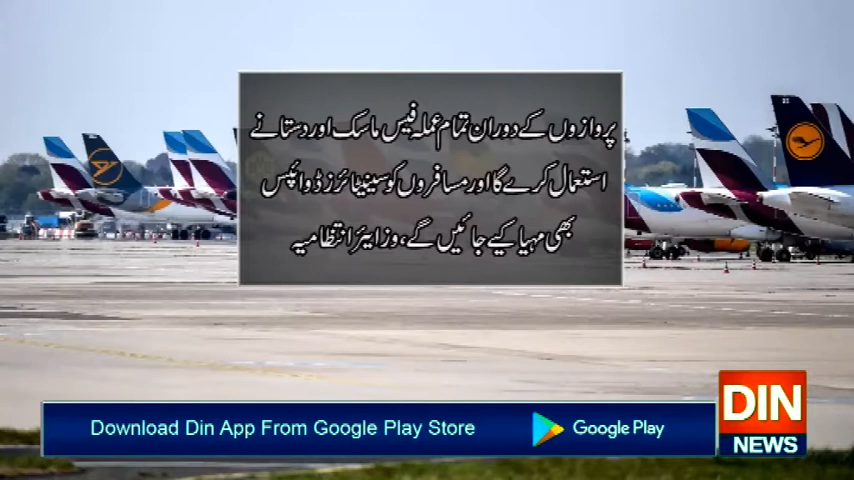 پروازوں کے دوران تمام عملہ فیس ماسک اور دستانے
استعمال کرے گا اور مسافروں کو سینیٹائزڈ وائپس
بھی مہیا کیے جائیں گے، وزایئر انتظامیہ
Download Din App From Google Play Store
Google Play
DIN
NEWS